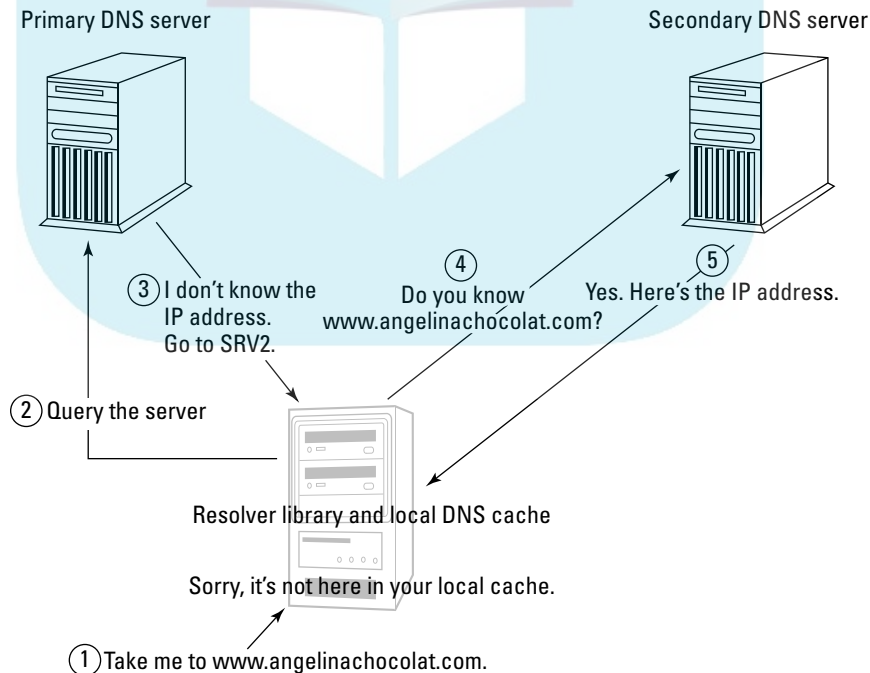 Primary DNS server
Secondary DNS server
3 I don't know the
IP address.
Go to SRV2.
4
Do you know
www.angelinachocolat.com?
5
Yes. Here's the IP address.
2 Query the server
Resolver library and local DNS cache
Sorry, it's not here in your local cache.
1 Take me to www.angelinachocolat.com.